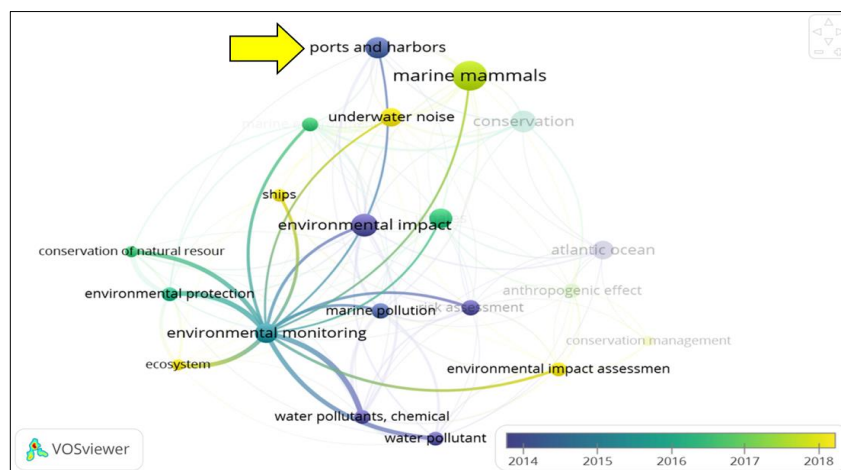 ports and harbors
marine mammals
underwater noise
conservation
ships
environmental impact
conservation of natural resour
atlantic ocean
environmental protection
anthropogenic effect
marine pollution
assessment
environmental monitoring
conservation management
ecosystem
environmental impact assessmen
water pollutants, chemical
water pollutant
VOSviewer
2014 2015 2016 2017 2018